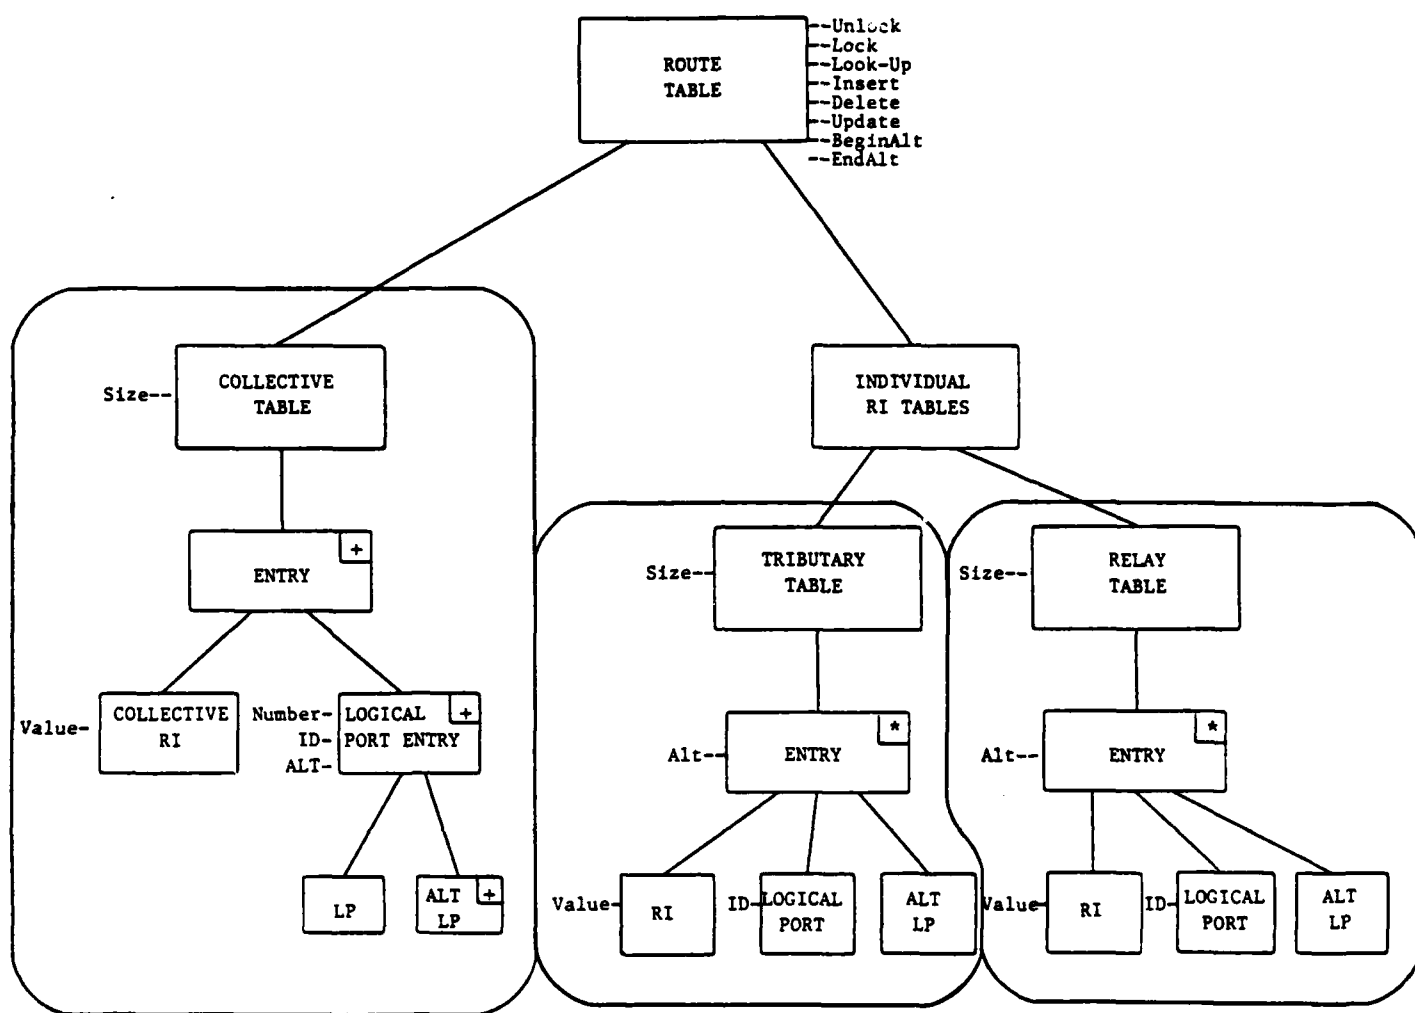 ROUTE
TABLE
--Unlock
--Lock
--Look-Up
--Insert
--Delete
--Update
--BeginAlt
--EndAlt
Size--
COLLECTIVE
TABLE
INDIVIDUAL
RI TABLES
ENTRY
+
Size--
TRIBUTARY
TABLE
Size--
RELAY
TABLE
Value-
COLLECTIVE
RI
Number-
ID-
ALT-
LOGICAL
PORT ENTRY
+
Alt--
ENTRY
*
Alt--
ENTRY
*
LP
ALT
LP
+
Value-
RI
ID-
LOGICAL
PORT
ALT
LP
Value-
RI
ID-
LOGICAL
PORT
ALT
LP